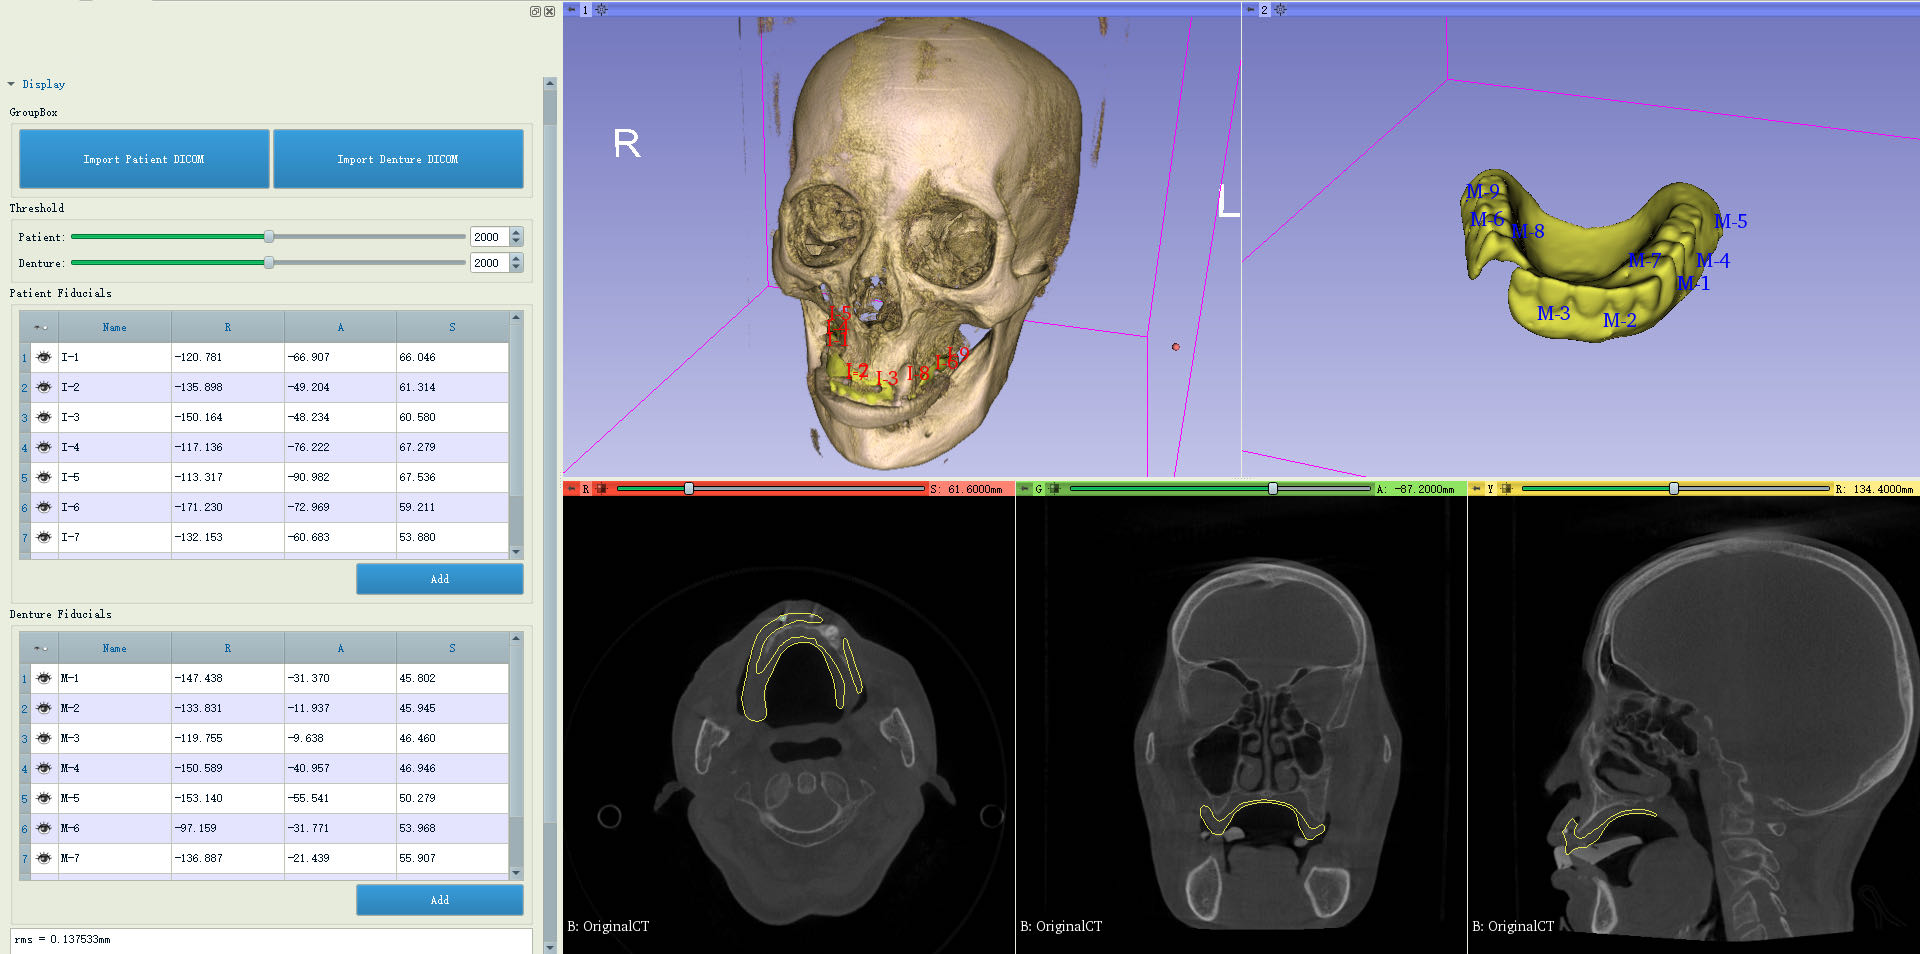 Display
GroupBox
Import Patient DICOM
Import Denture DICOM
Threshold
Patient: 2000
Denture: 2000
Patient Fiducials
Name R A S
1 I-1 -120.781 -66.907 66.046
2 I-2 -135.898 -49.204 61.314
3 I-3 -150.164 -48.234 60.580
4 I-4 -117.136 -76.222 67.279
5 I-5 -113.317 -90.982 67.536
6 I-6 -171.230 -72.969 59.211
7 I-7 -132.153 -60.683 53.880
Add
Denture Fiducials
Name R A S
1 M-1 -147.438 -31.370 45.802
2 M-2 -133.831 -11.937 45.945
3 M-3 -119.755 -9.638 46.460
4 M-4 -150.589 -40.957 46.946
5 M-5 -153.140 -55.541 50.279
6 M-6 -97.159 -31.771 53.968
7 M-7 -136.887 -21.439 55.907
Add
rms = 0.137533mm
1
R
L
I-5
I-3
I-8
I-6
I-9
2
M-9
M-6
M-8
M-5
M-7
M-4
M-1
M-3
M-2
R S: 61.6000mm
B: OriginalCT
G A: -87.2000mm
B: OriginalCT
Y R: 134.4000mm
B: OriginalCT